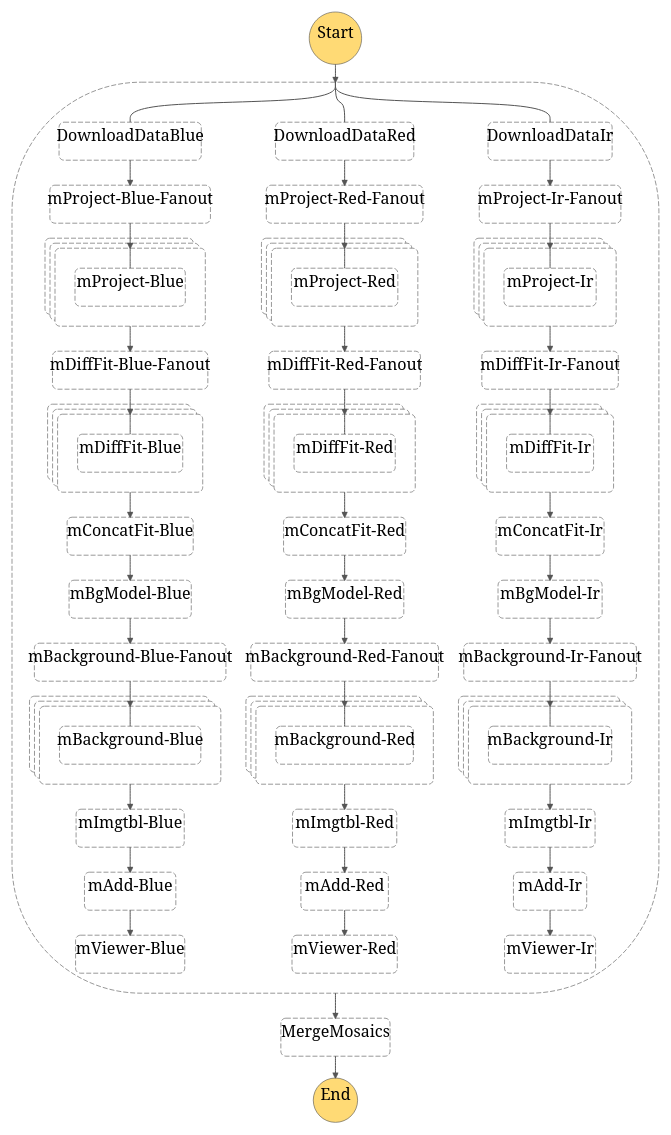 Start
DownloadDataBlue
DownloadDataRed
DownloadDataIr
mProject-Blue-Fanout
mProject-Red-Fanout
mProject-Ir-Fanout
mProject-Blue
mProject-Red
mProject-Ir
mDiffFit-Blue-Fanout
mDiffFit-Red-Fanout
mDiffFit-Ir-Fanout
mDiffFit-Blue
mDiffFit-Red
mDiffFit-Ir
mConcatFit-Blue
mConcatFit-Red
mConcatFit-Ir
mBgModel-Blue
mBgModel-Red
mBgModel-Ir
mBackground-Blue-Fanout
mBackground-Red-Fanout
mBackground-Ir-Fanout
mBackground-Blue
mBackground-Red
mBackground-Ir
mImgtbl-Blue
mImgtbl-Red
mImgtbl-Ir
mAdd-Blue
mAdd-Red
mAdd-Ir
mViewer-Blue
mViewer-Red
mViewer-Ir
MergeMosaics
End